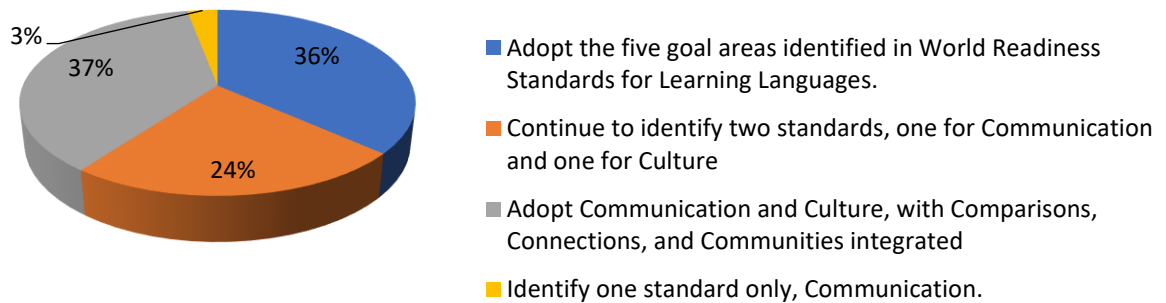 3%
37%
36%
24%
Adopt the five goal areas identified in World Readiness
Standards for Learning Languages.
Continue to identify two standards, one for Communication
and one for Culture
Adopt Communication and Culture, with Comparisons,
Connections, and Communities integrated
Identify one standard only, Communication.